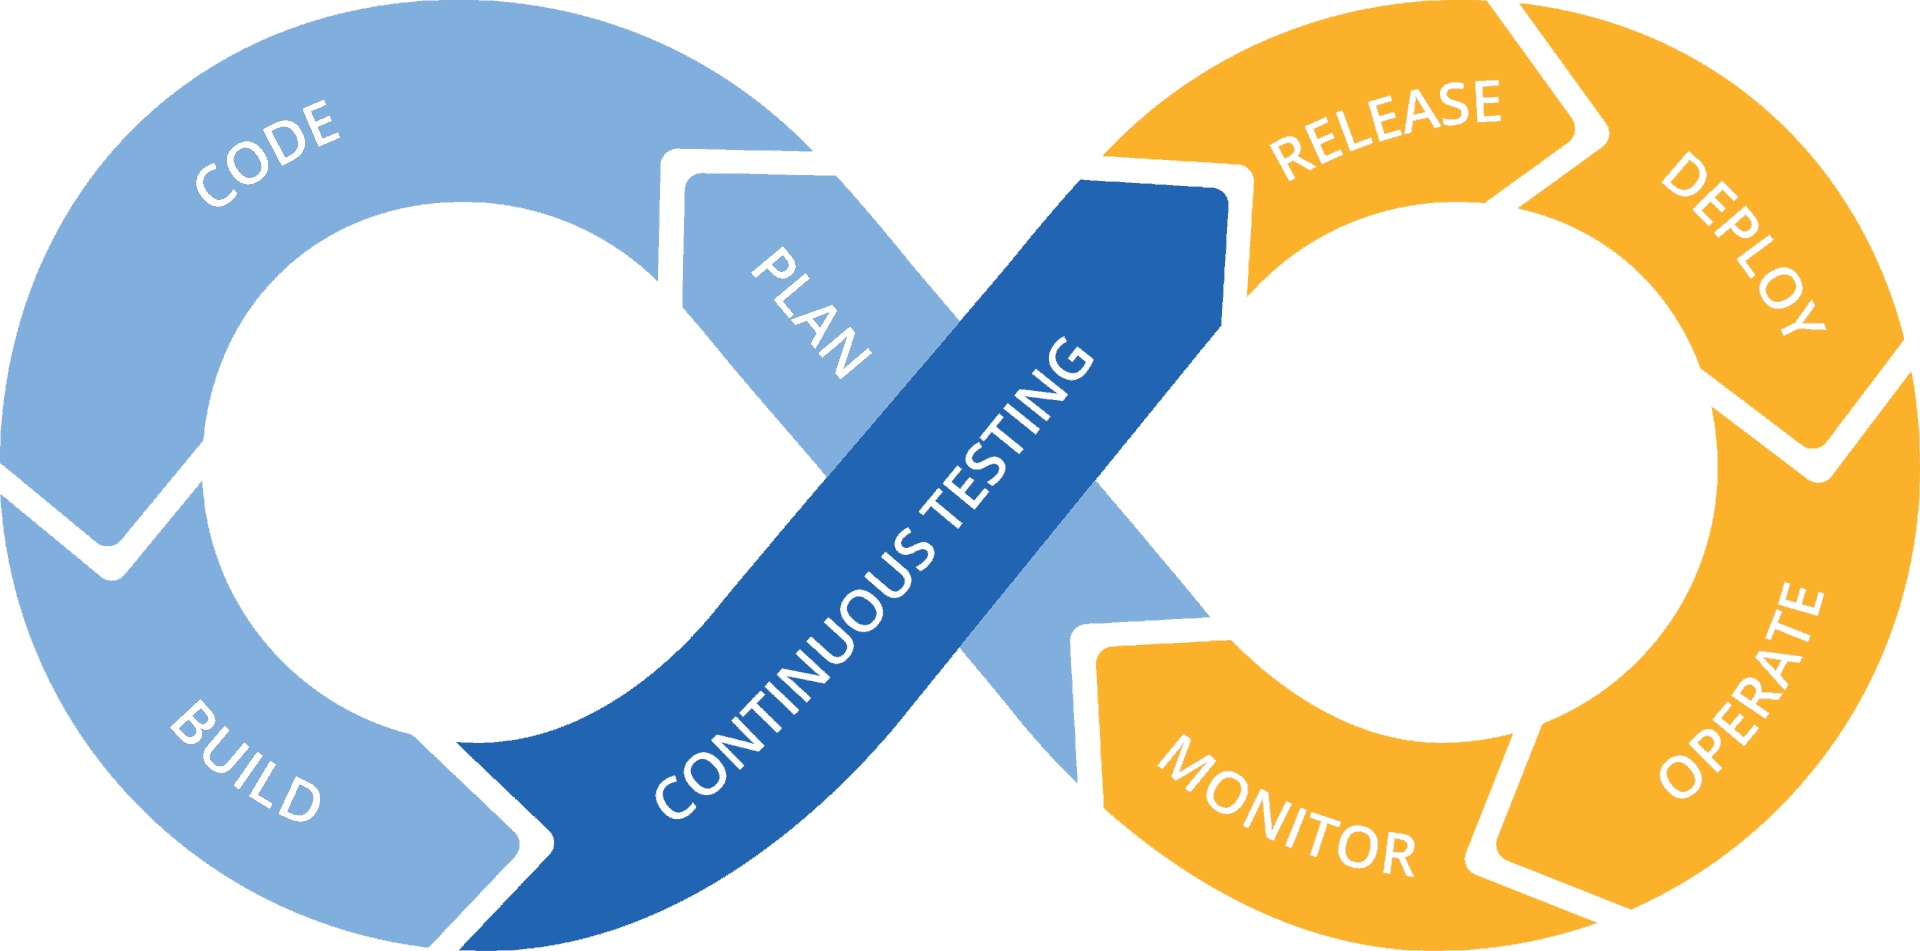 CODE
PLAN
BUILD
CONTINUOUS TESTING
RELEASE
DEPLOY
OPERATE
MONITOR